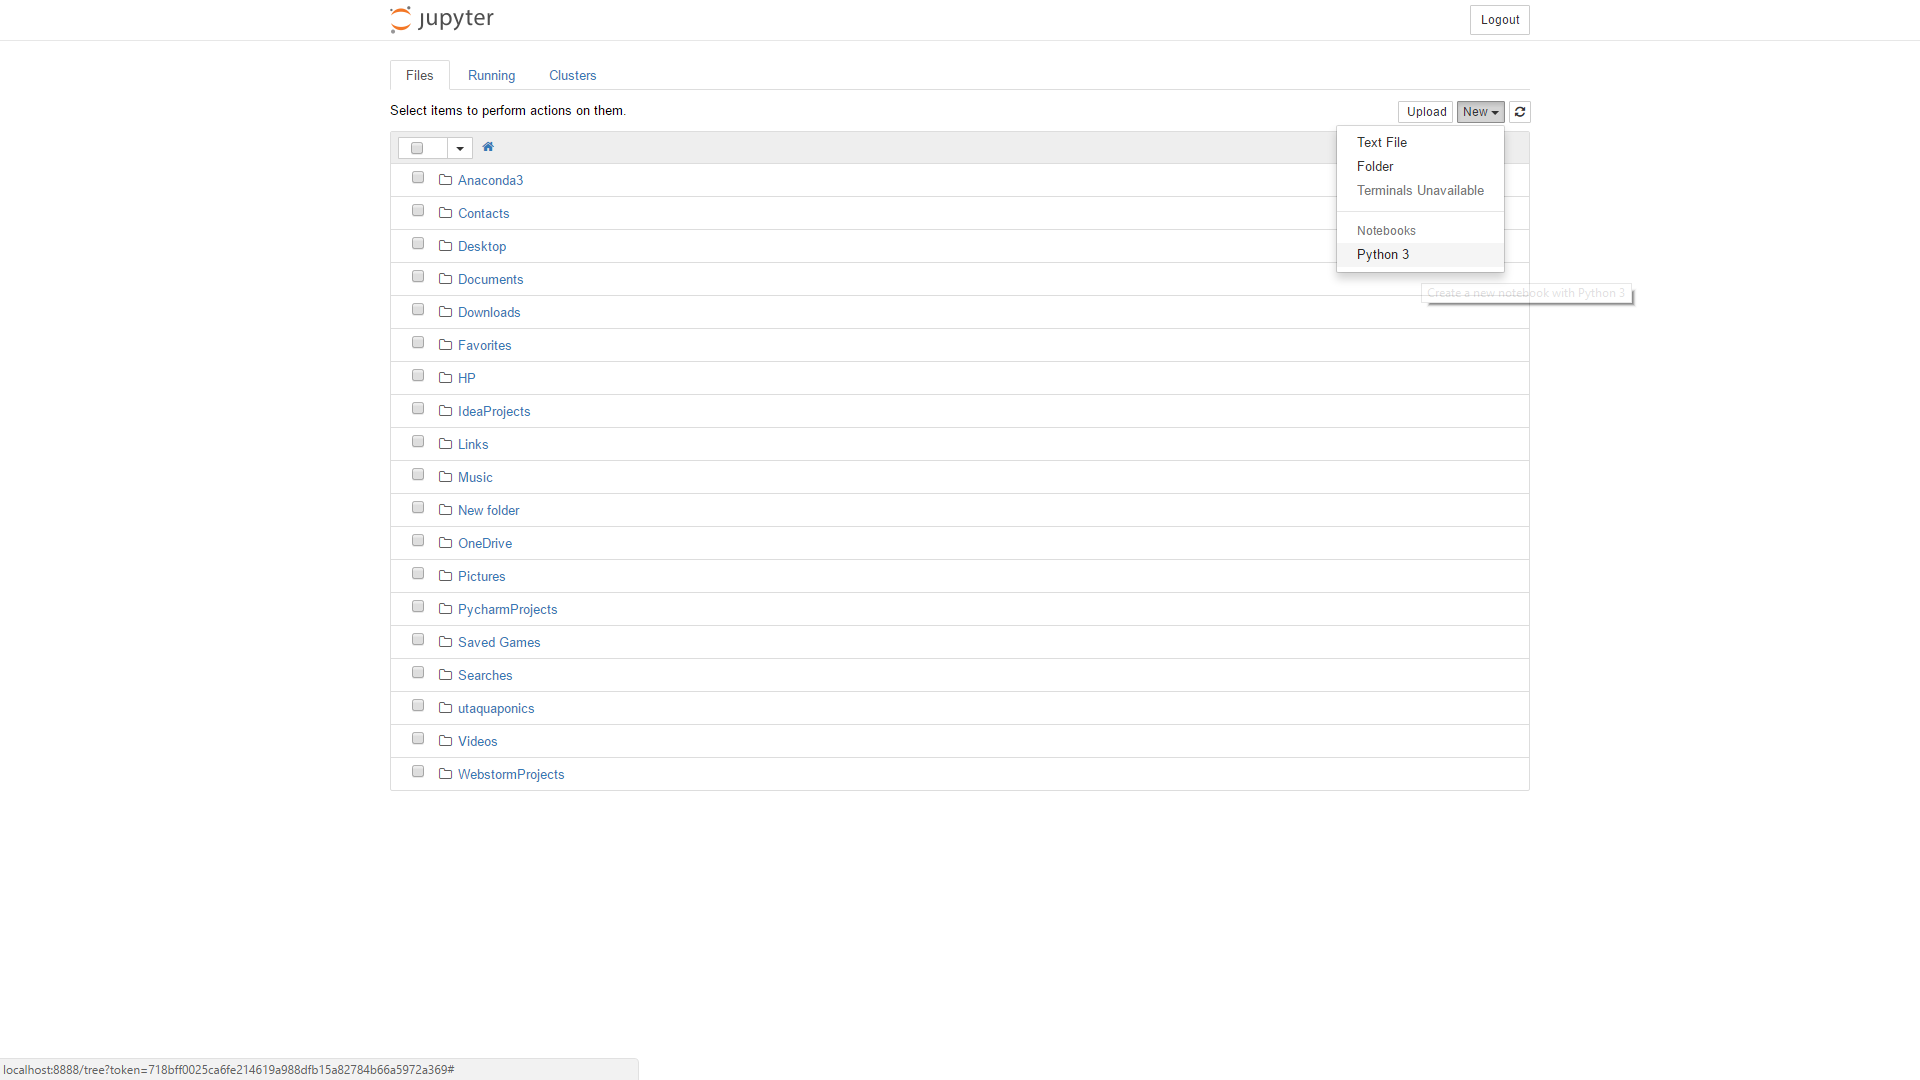 jupyter
Logout
Files Running Clusters
Select items to perform actions on them.
Upload New
Text File
Folder
Terminals Unavailable
Notebooks
Python 3
Create a new notebook with Python 3
Anaconda3
Contacts
Desktop
Documents
Downloads
Favorites
HP
IdeaProjects
Links
Music
New folder
OneDrive
Pictures
PycharmProjects
Saved Games
Searches
utaquaponics
Videos
WebstormProjects
localhost:8888/tree?token=718bff0025ca6fe214619a988dfb15a82784b66a5972a369#